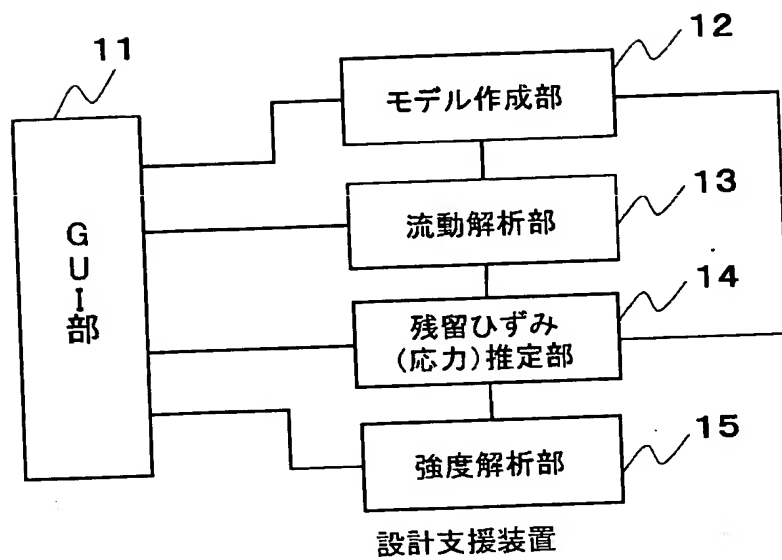 11
12
モデル作成部
13
流動解析部
GUI部
14
残留ひずみ
(応力)推定部
15
強度解析部
設計支援装置